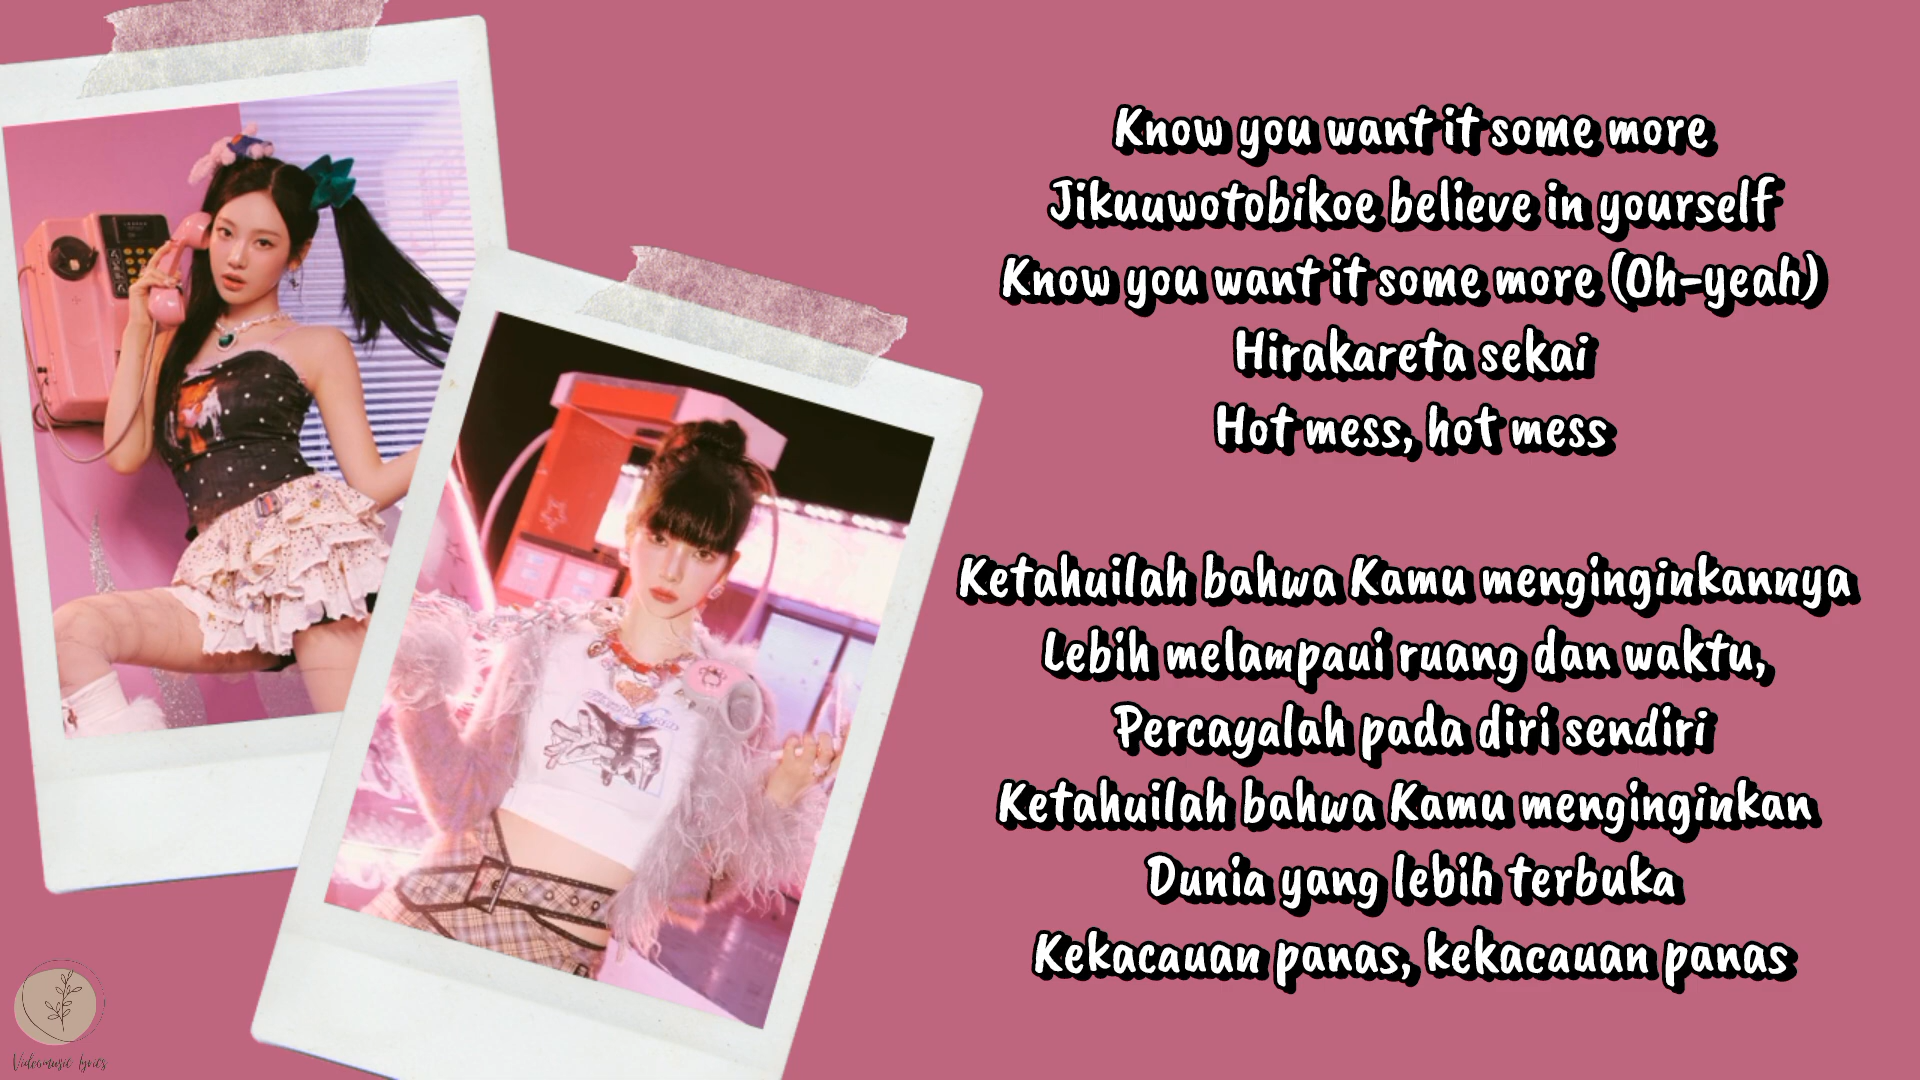 Know you want it some more
Jikuuwotobikoe believe in yourself
Know you want it some more (Oh-yeah)
Hirakareta sekai
Hot mess, hot mess
Ketahuilah bahwa Kamu menginginkannya
Lebih melampaui ruang dan waktu,
Percayalah pada diri sendiri
Ketahuilah bahwa Kamu menginginkan
Dunia yang lebih terbuka
Kekacauan panas, kekacauan panas
Videomusic lyrics